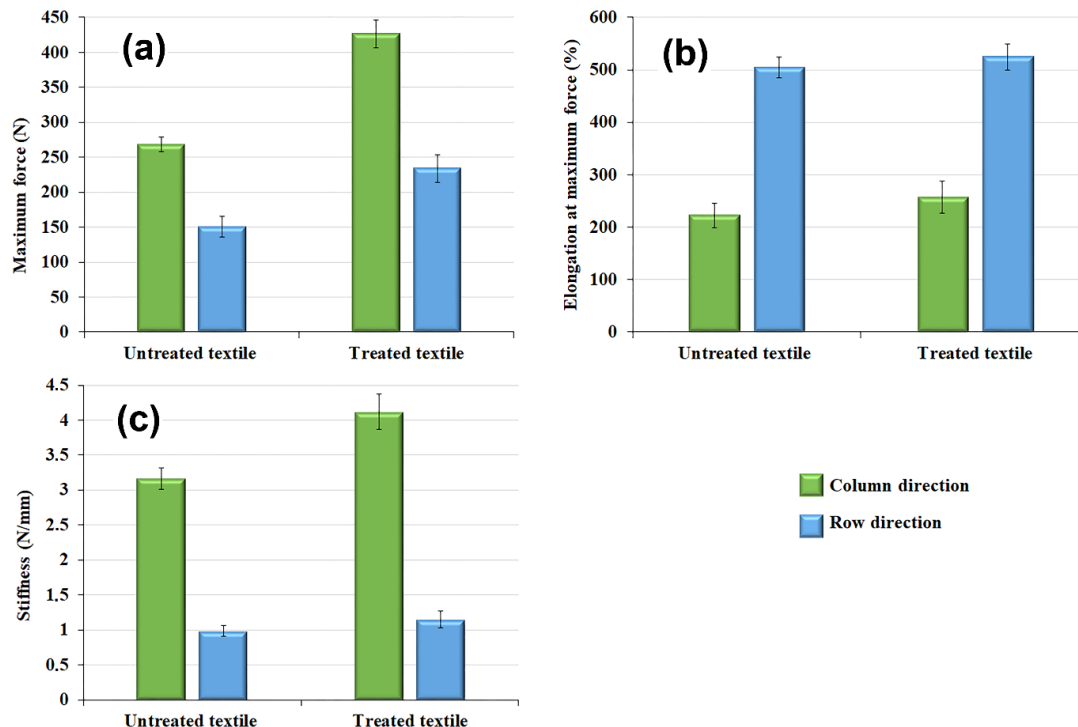 (a)
Maximum force (N)
450
400
350
300
250
200
150
100
50
0
Untreated textile
Treated textile
(b)
Elongation at maximum force (%)
600
500
400
300
200
100
0
Untreated textile
Treated textile
(c)
Stiffness (N/mm)
4.5
4
3.5
3
2.5
2
1.5
1
0.5
0
Untreated textile
Treated textile
Column direction
Row direction